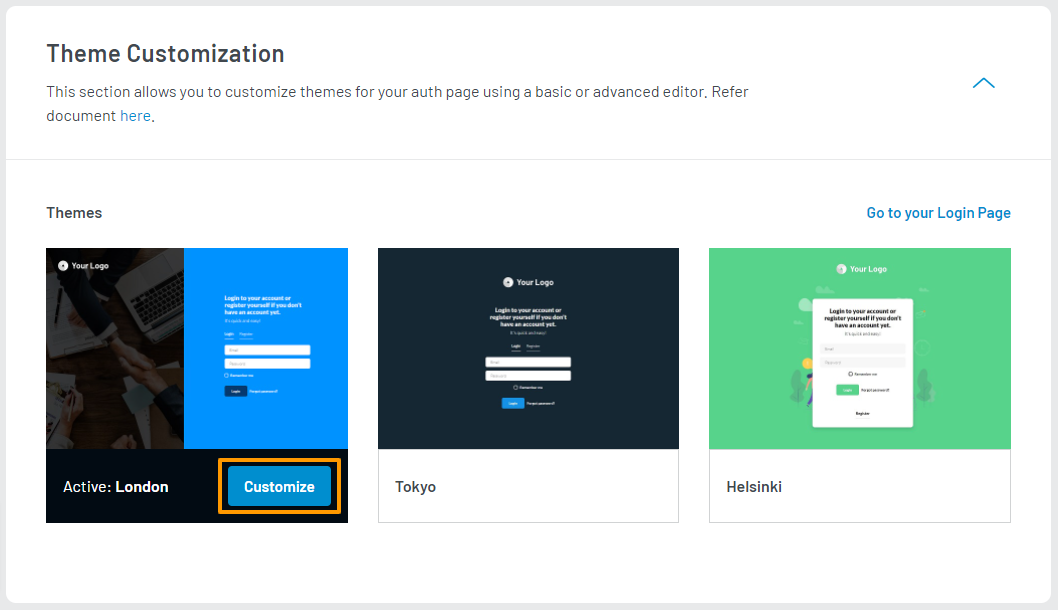 Theme Customization
This section allows you to customize themes for your auth page using a basic or advanced editor. Refer
document here.
Themes
Go to your Login Page
Your Logo
Login to your account or
register yourself if you don't
have an account yet.
It's quick and easy!
Login Register
Email
Password
Remember me
Login Forgot password?
Active: London
Customize
Your Logo
Login to your account or
register yourself if you don't
have an account yet.
It's quick and easy!
Login Register
Email
Password
Remember me
Login Forgot password?
Tokyo
Your Logo
Login to your account or
register yourself if you don't
have an account yet.
It's quick and easy!
Email
Password
Remember me
Login Forgot password?
Register
Helsinki